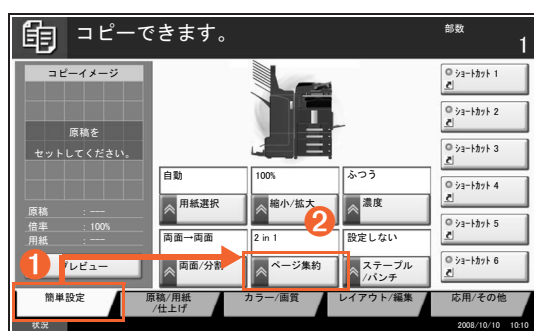 コピーできます。
部数
1
コピーイメージ
原稿を
セットしてください。
原稿 : ---
倍率 : 100%
用紙 : ---
プレビュー
自動
用紙選択
100%
縮小/拡大
ふつう
濃度
両面→両面
両面/分割
2 in 1
ページ集約
設定しない
ステープル
/パンチ
ショートカット 1
ショートカット 2
ショートカット 3
ショートカット 4
ショートカット 5
ショートカット 6
1
2
簡単設定
原稿/用紙
/仕上げ
カラー/画質
レイアウト/編集
応用/その他
状況
2008/10/10 10:10